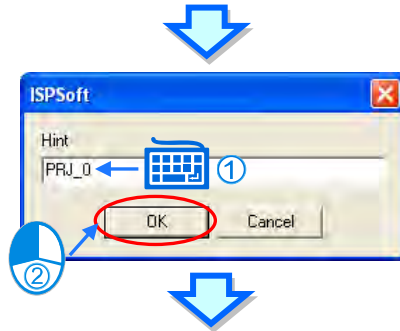 ISPSoft
Hint
PRJ_0
①
OK
Cancel
②